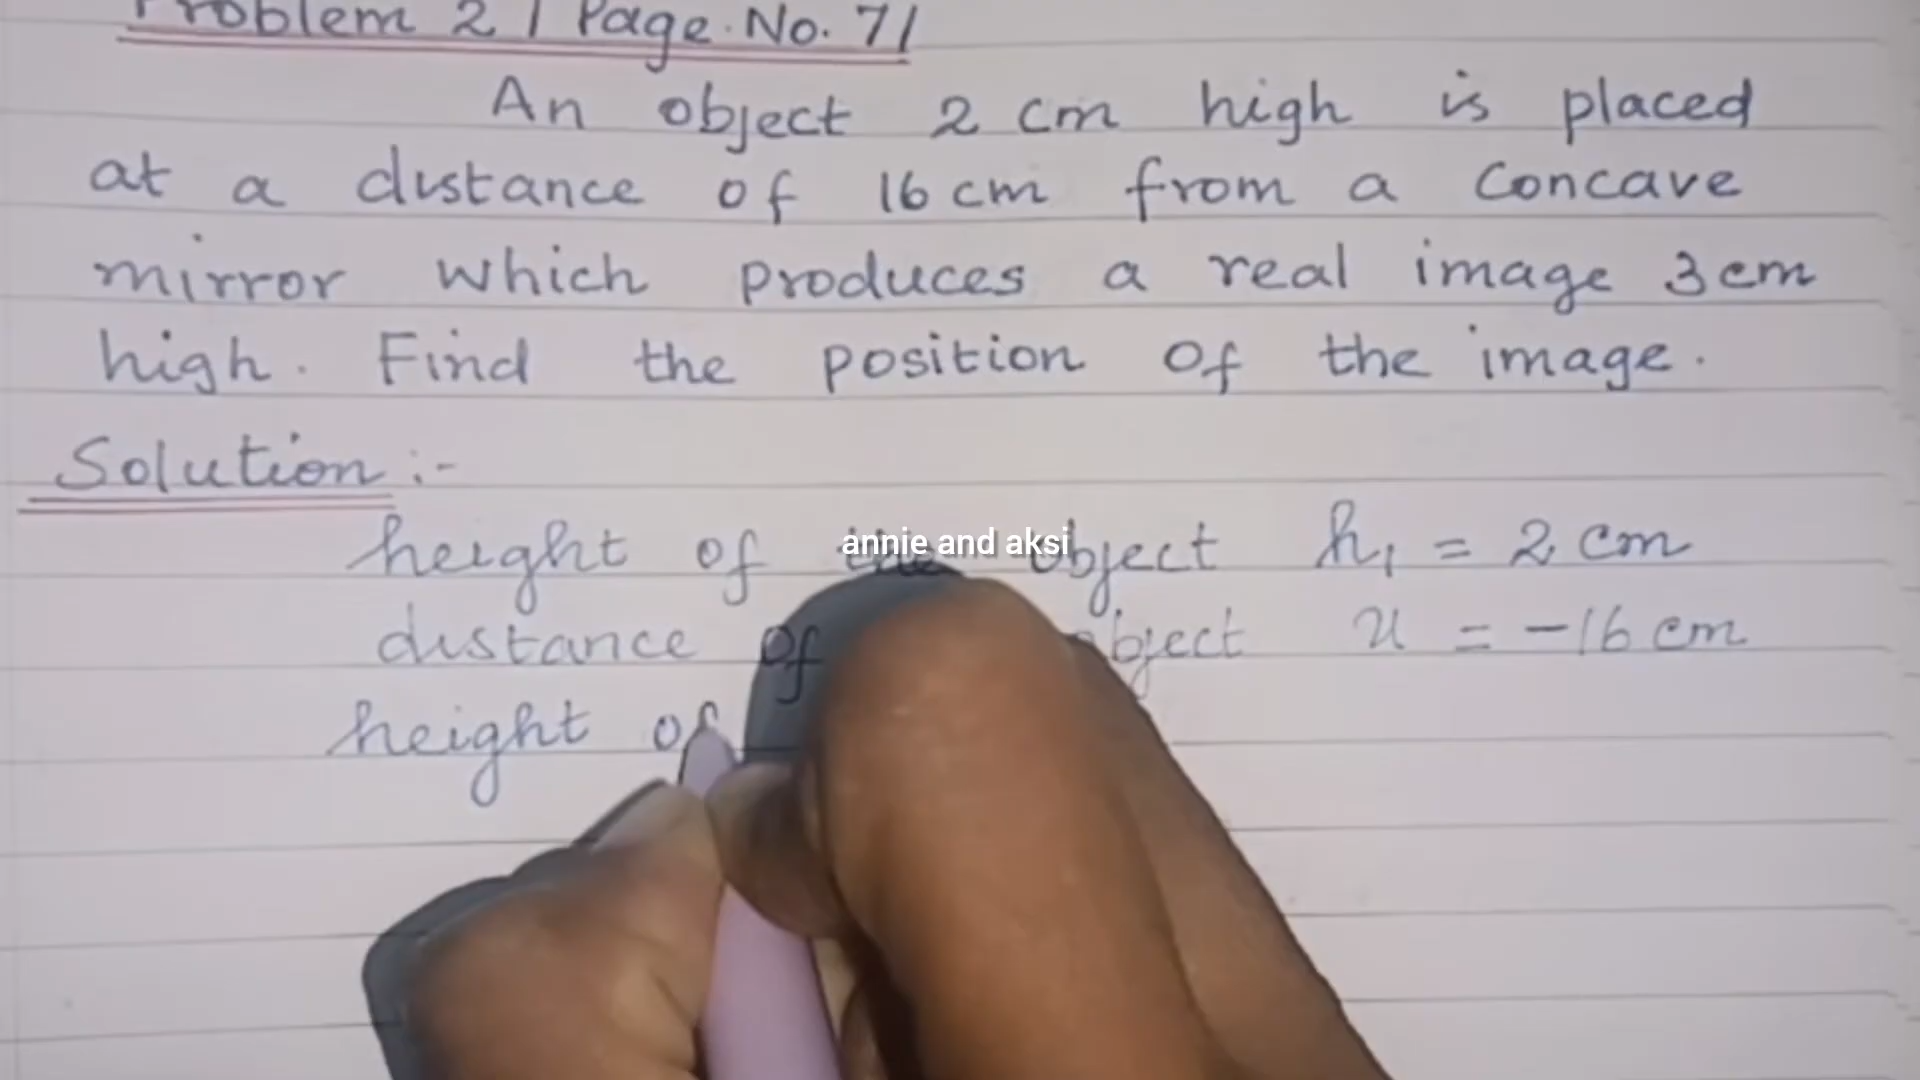 Problem 2 / Page. No. 71
An object 2 cm high is placed
at a distance of 16 cm from a concave
mirror which produces a real image 3 cm
high. Find the position of the image.
Solution :-
height of the object h₁ = 2 cm
annie and aksi
distance of object u = -16 cm
height of